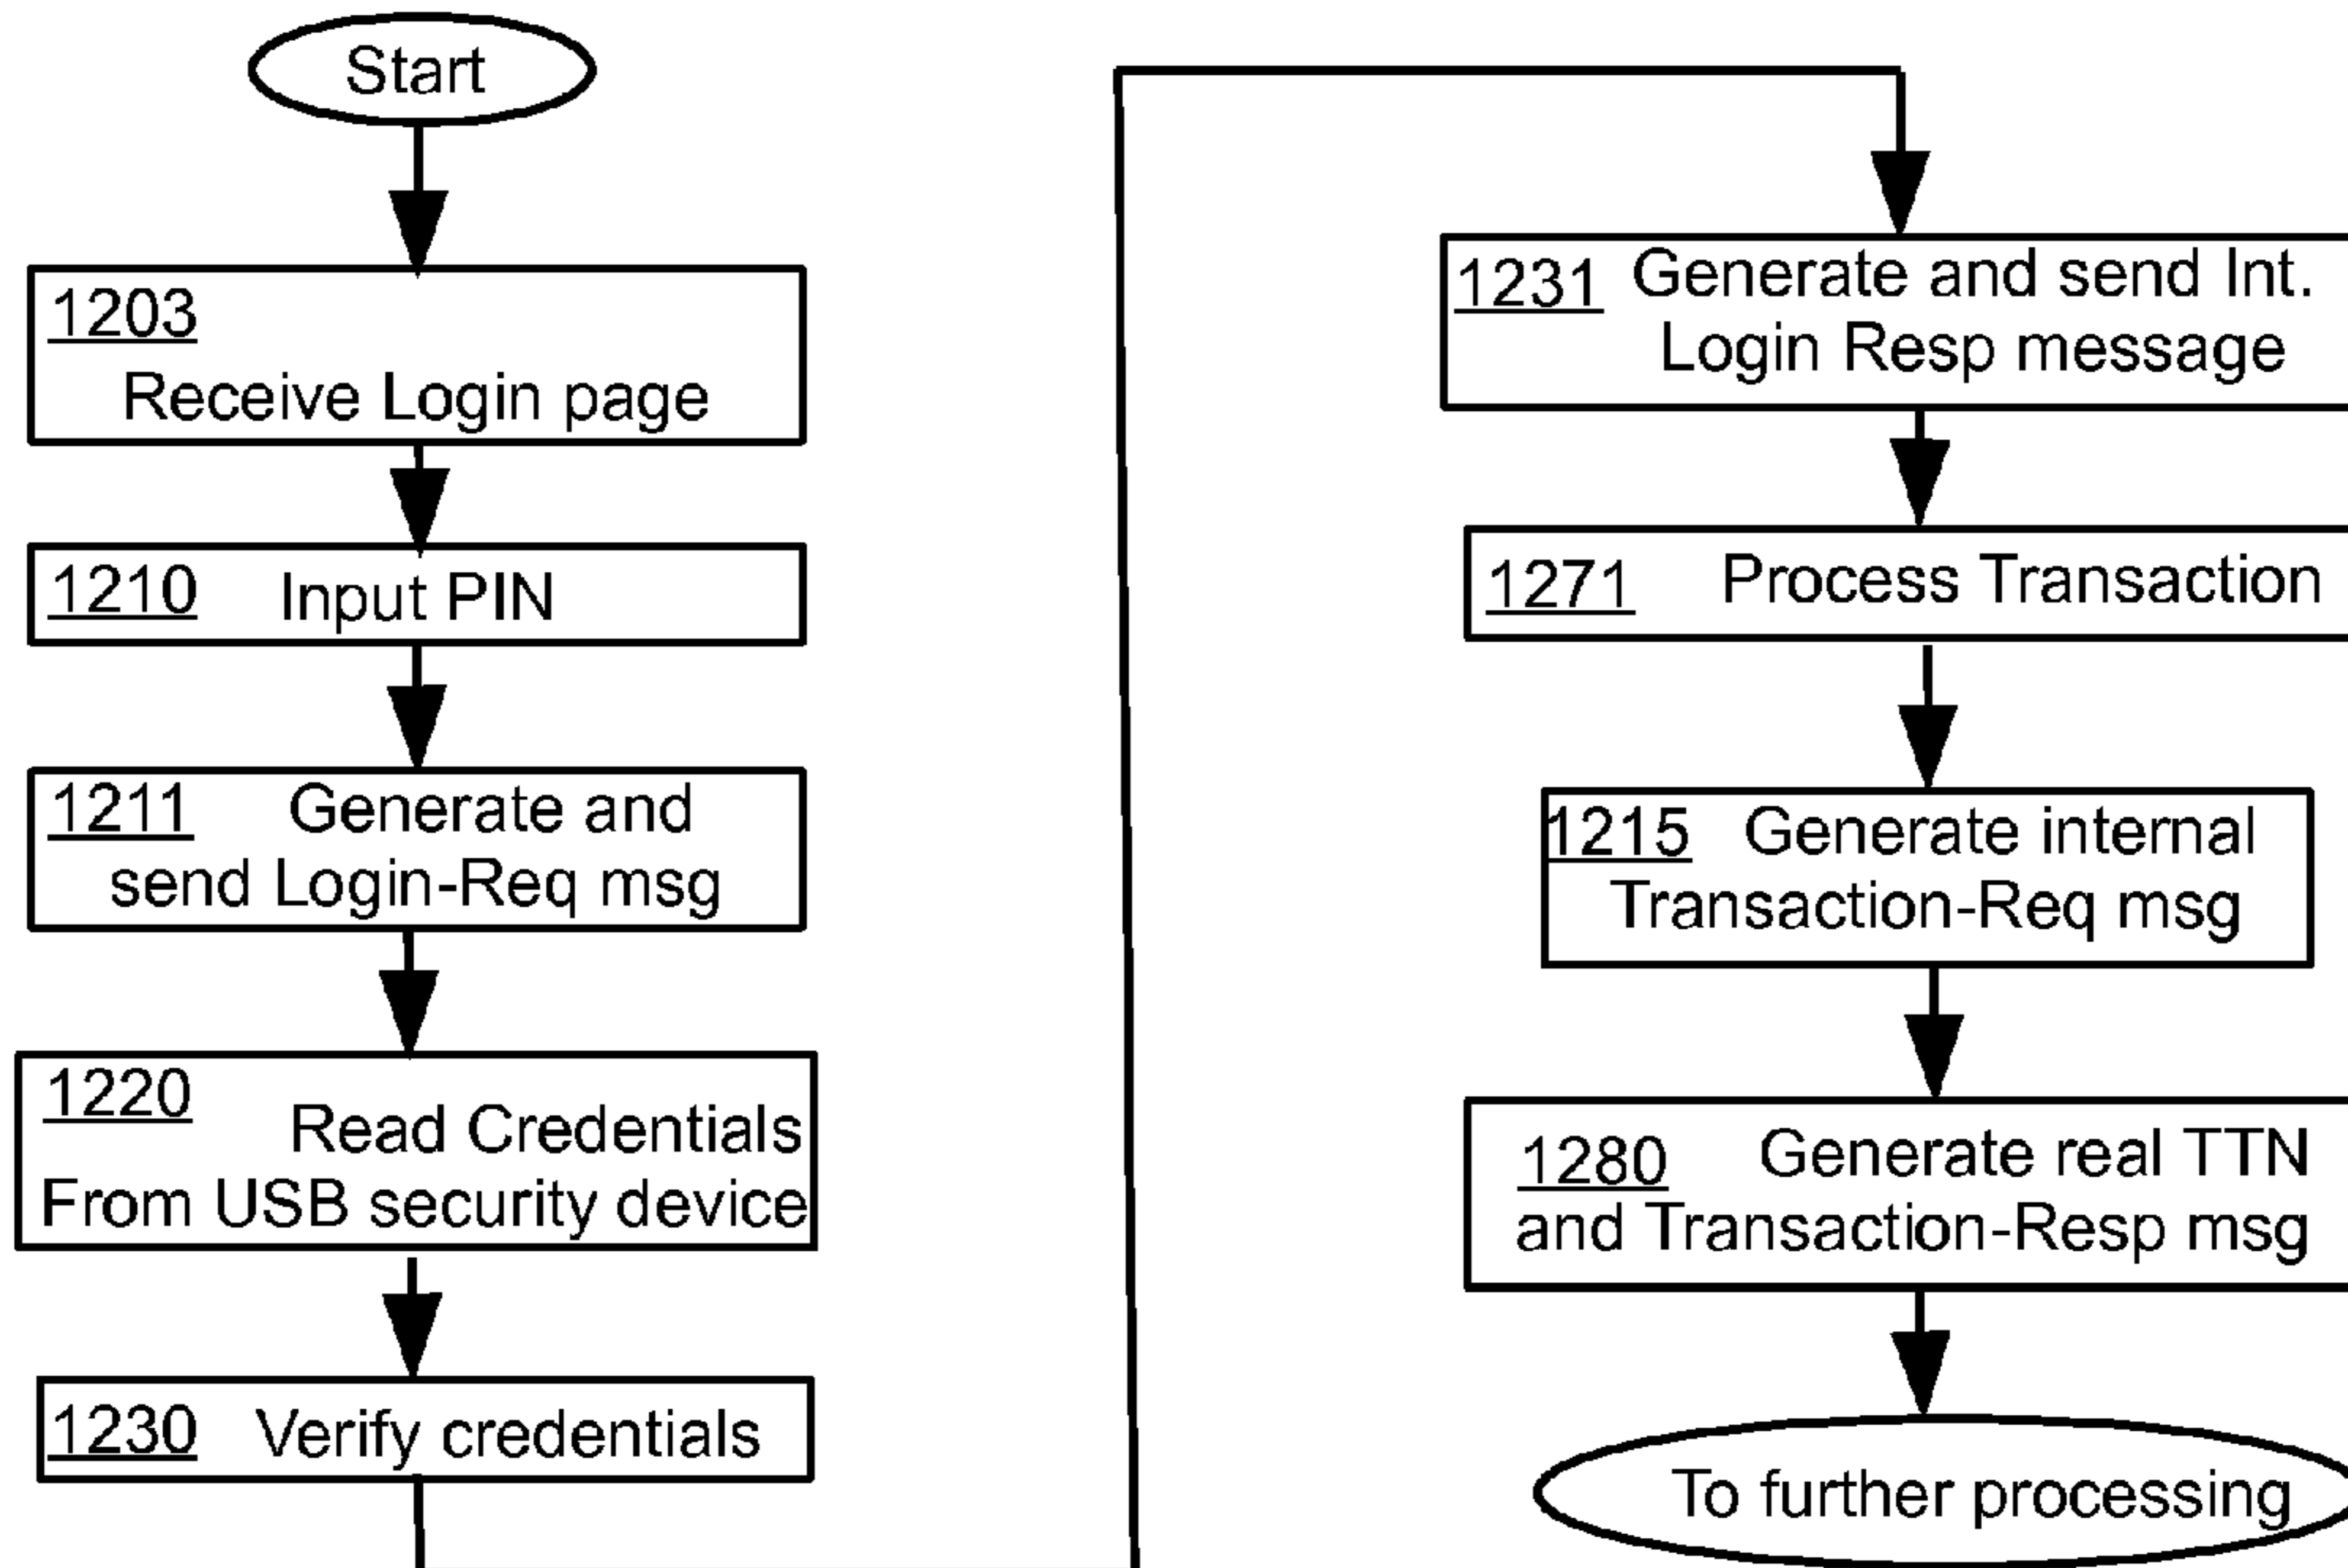 Start
1203
Receive Login page
1210 Input PIN
1211 Generate and
send Login-Req msg
1220
Read Credentials
From USB security device
1230 Verify credentials
1231 Generate and send Int.
Login Resp message
1271 Process Transaction
1215 Generate internal
Transaction-Req msg
1280 Generate real TTN
and Transaction-Resp msg
To further processing